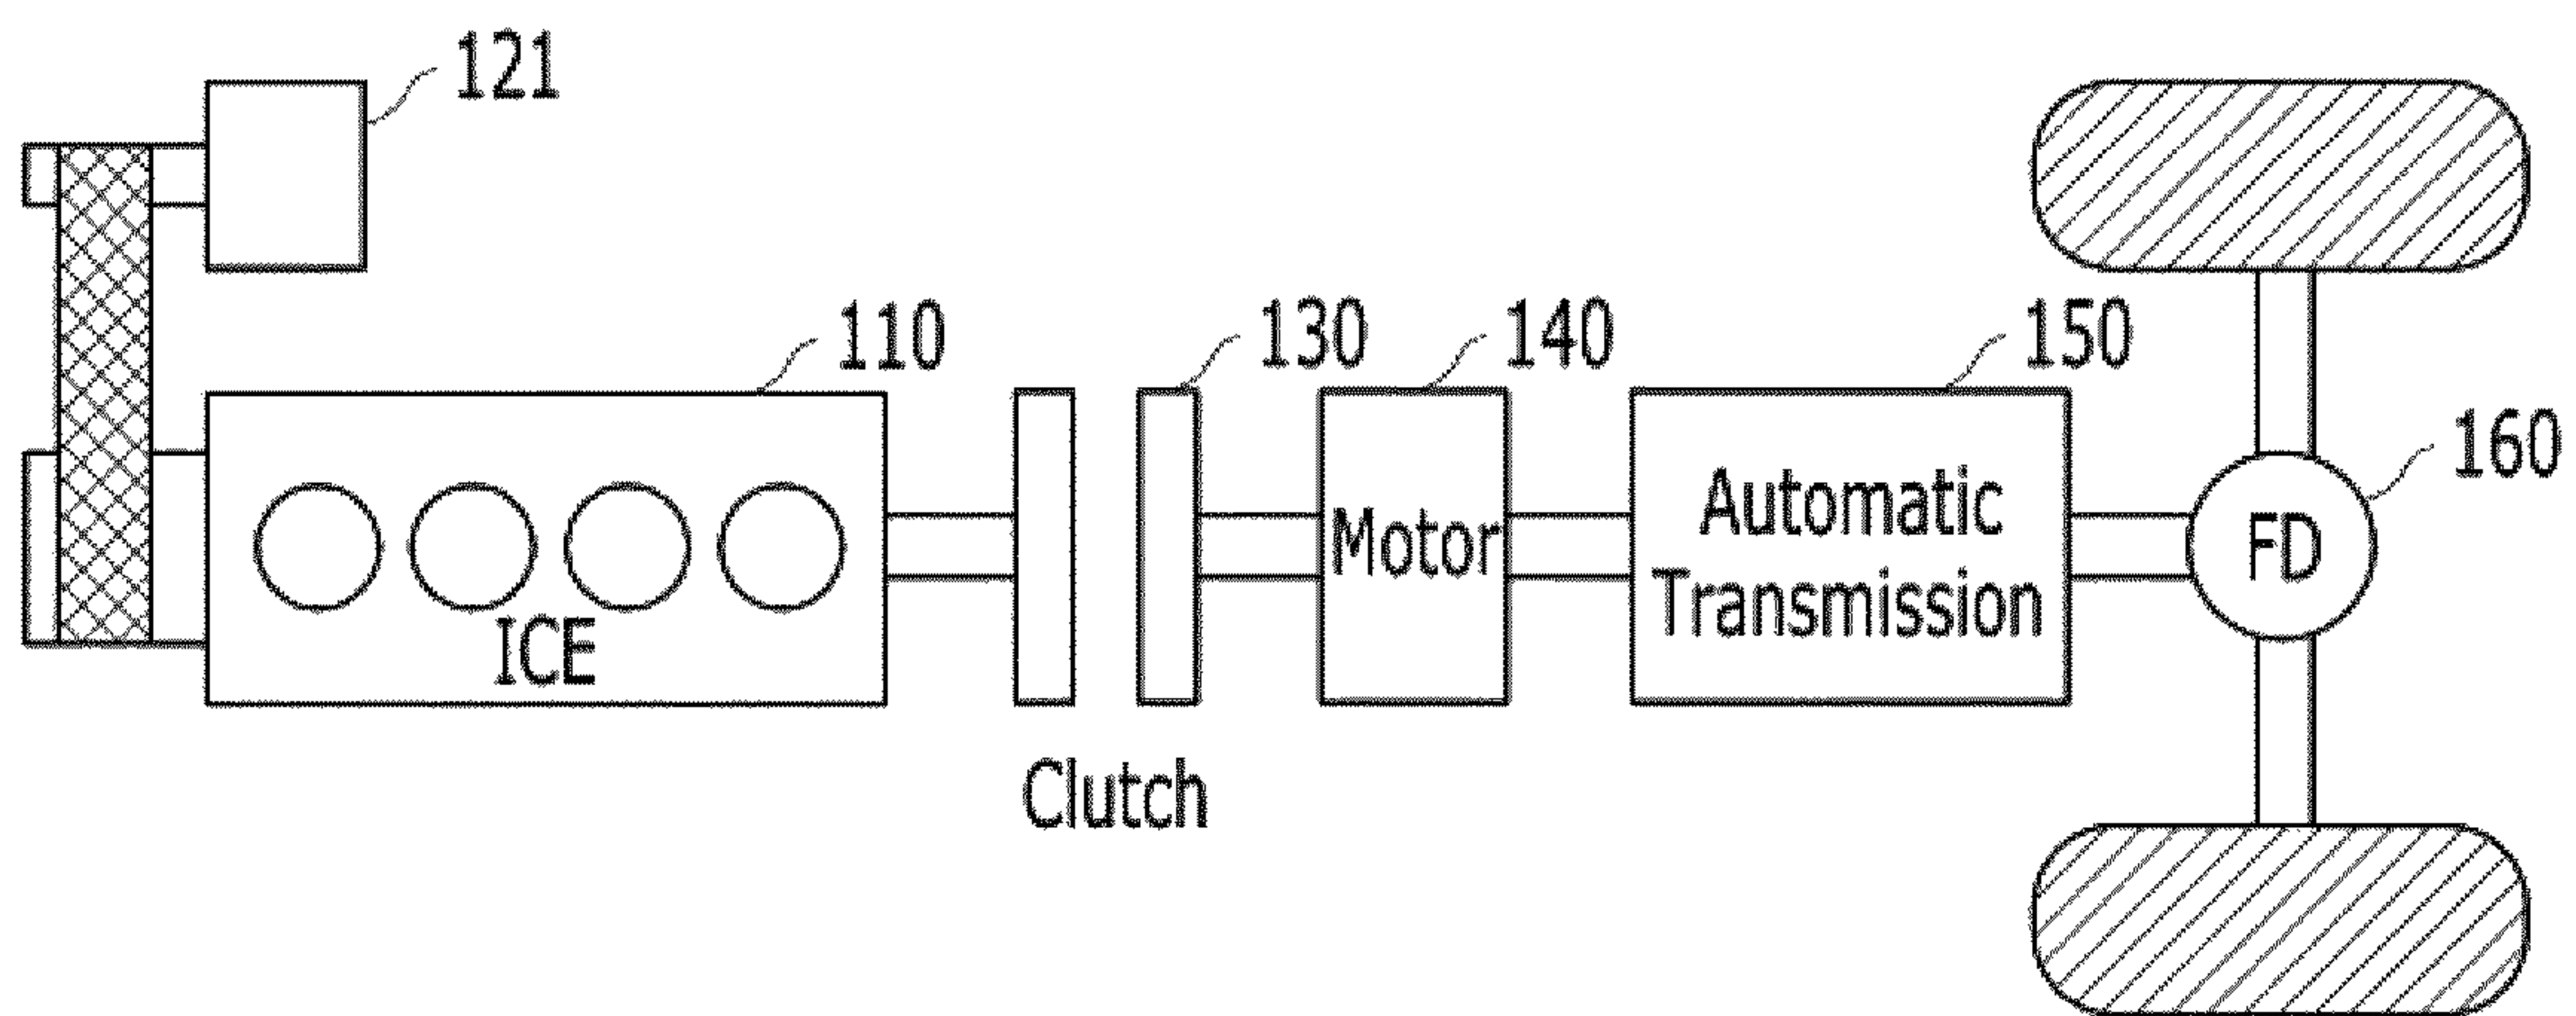 121
110
130
140
150
160
ICE
Clutch
Motor
Automatic
Transmission
FD